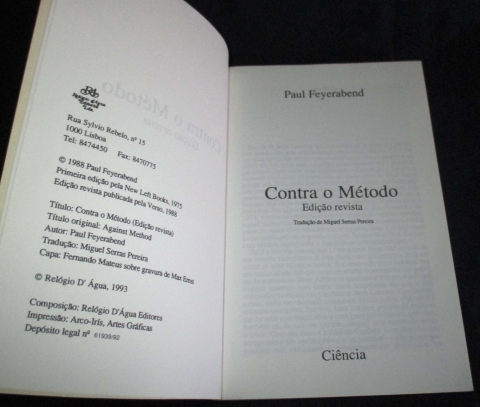 Rua Sylvio Rebelo, nº 15
1000 Lisboa
Tel: 8474450 Fax: 8470775
© 1988 Paul Feyerabend
Primeira edição pela New Left Books, 1975
Edição revista publicada pela Verso, 1988
Título: Contra o Método (Edição revista)
Título original: Against Method
Autor: Paul Feyerabend
Tradução: Miguel Serras Pereira
Capa: Fernando Mateus sobre gravura de Max Ernst
© Relógio D' Água, 1993
Composição: Relógio D'Água Editores
Impressão: Arco-Íris, Artes Gráficas
Depósito legal nº 61939/92
Paul Feyerabend
Contra o Método
Edição revista
Tradução de Miguel Serras Pereira
Ciência